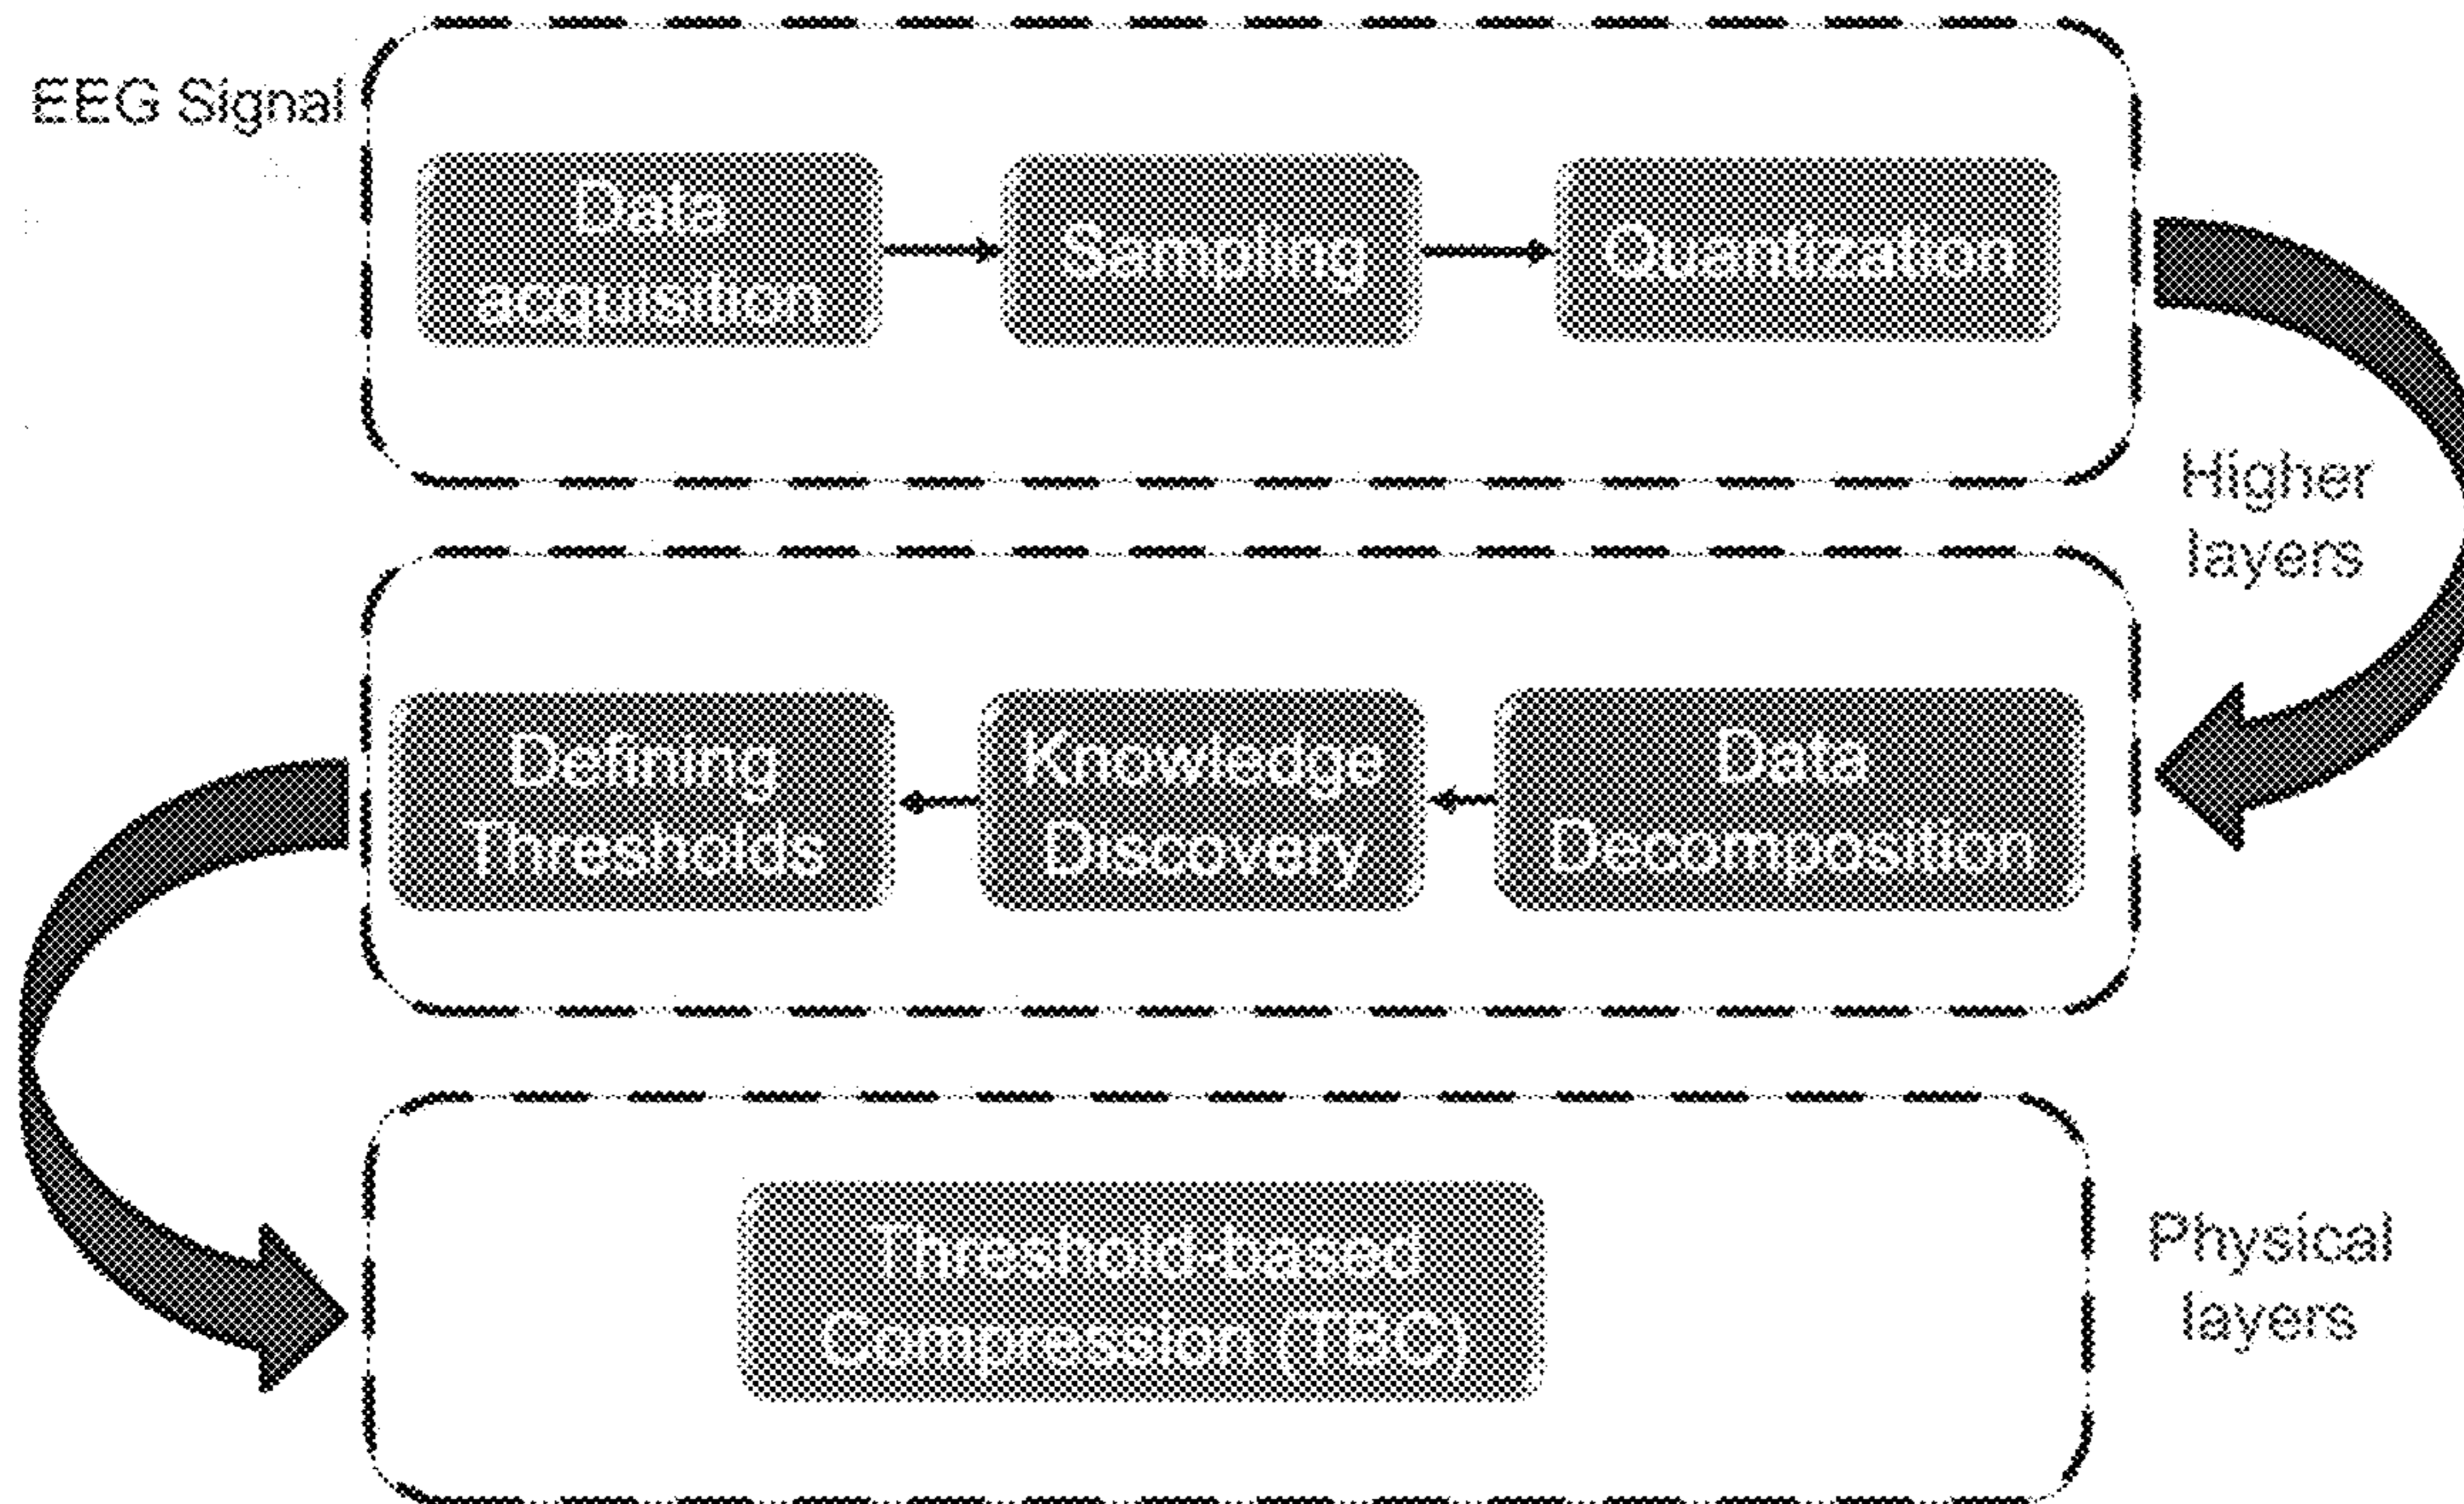 EEG Signal
Data
acquisition
Sampling
Quantization
Higher
layers
Defining
Thresholds
Knowledge
Discovery
Data
Decomposition
Threshold-based
Compression (TBC)
Physical
layers